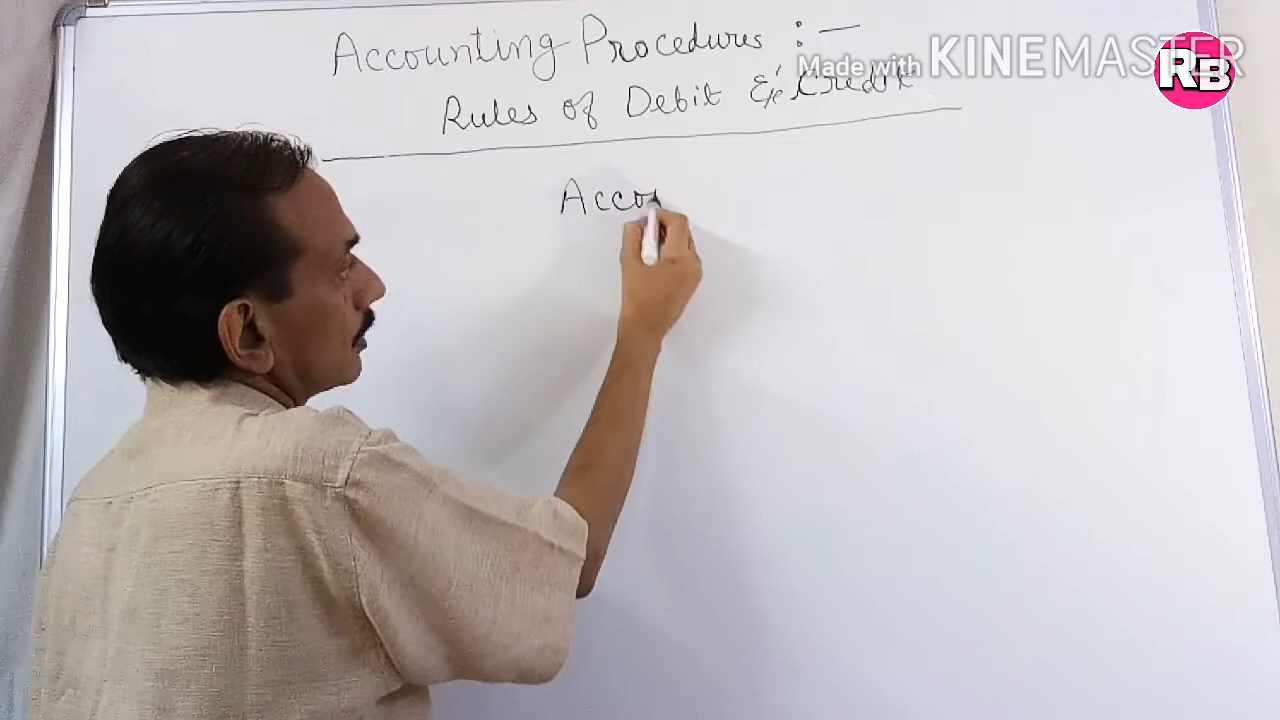 Accounting Procedures :-
Made with KINEMASTER
RB
Rules of Debit & Credit
Acco